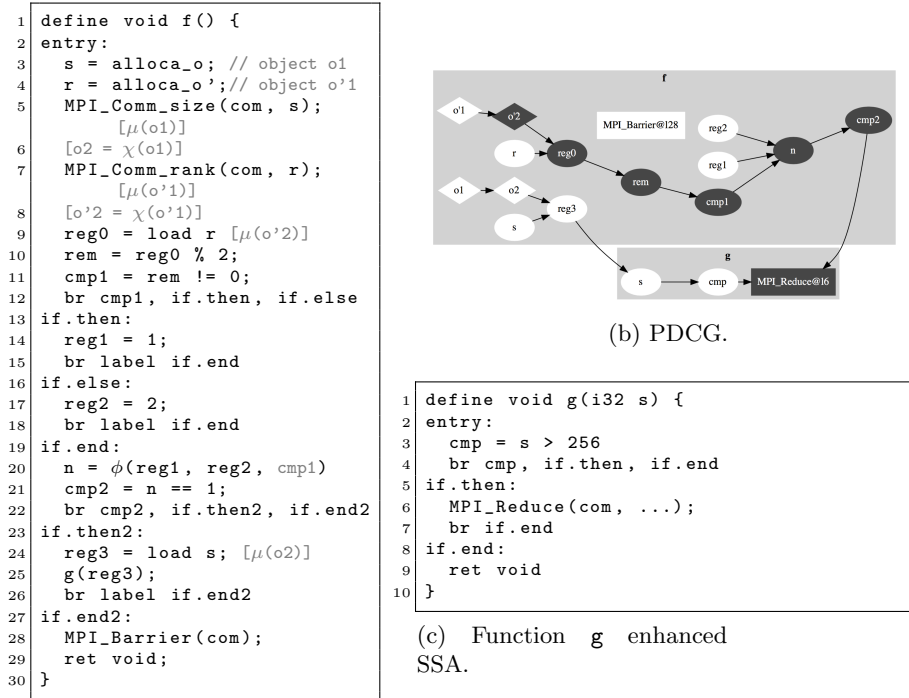 1 define void f() {
2 entry:
3 s = alloca_o; // object o1
4 r = alloca_o';// object o'1
5 MPI_Comm_size(com, s);
[μ(o1)]
6 [o2 = χ(o1)]
7 MPI_Comm_rank(com, r);
[μ(o'1)]
8 [o'2 = χ(o'1)]
9 reg0 = load r [μ(o'2)]
10 rem = reg0 % 2;
11 cmp1 = rem != 0;
12 br cmp1, if.then, if.else
13 if.then:
14 reg1 = 1;
15 br label if.end
16 if.else:
17 reg2 = 2;
18 br label if.end
19 if.end:
20 n = ϕ(reg1, reg2, cmp1)
21 cmp2 = n == 1;
22 br cmp2, if.then2, if.end2
23 if.then2:
24 reg3 = load s; [μ(o2)]
25 g(reg3);
26 br label if.end2
27 if.end2:
28 MPI_Barrier(com);
29 ret void;
30 }
f
o'1
o'2
MPI_Barrier@l28
reg2
cmp2
r
reg0
n
reg1
rem
o1
o2
cmp1
reg3
s
g
s
cmp
MPI_Reduce@l6
(b) PDCG.
1 define void g(i32 s) {
2 entry:
3 cmp = s > 256
4 br cmp, if.then, if.end
5 if.then:
6 MPI_Reduce(com, ...);
7 br if.end
8 if.end:
9 ret void
10 }
(c) Function g enhanced
SSA.